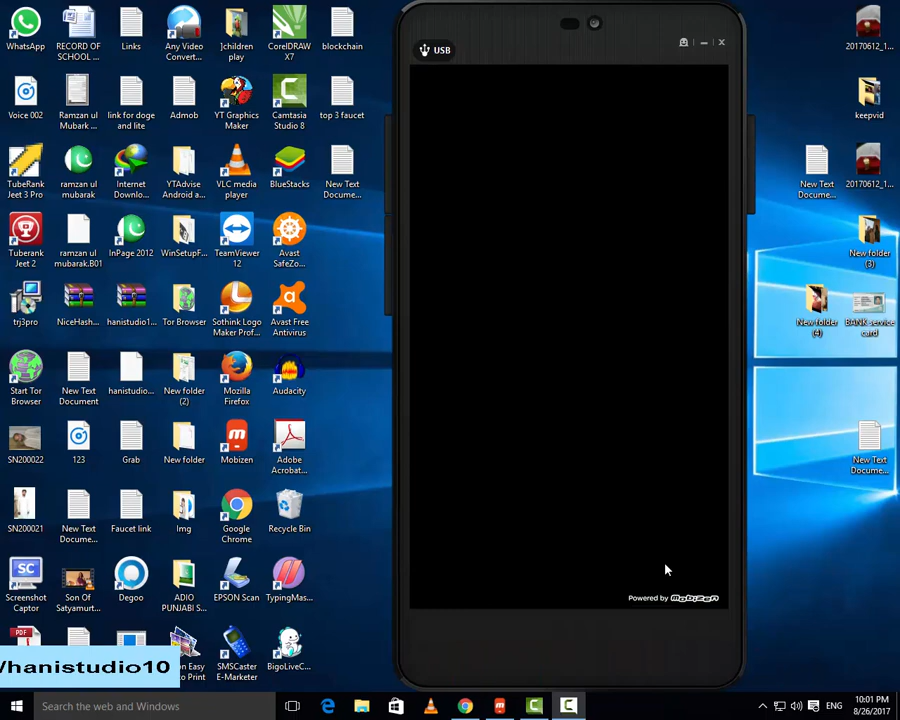 USB
WhatsApp
RECORD OF SCHOOL ...
Links
Any Video Convert...
]children play
CorelDRAW X7
blockchain
20170612_1...
Voice 002
Ramzan ul Mubark ...
link for doge and lite
Admob
YT Graphics Maker
Camtasia Studio 8
top 3 faucet
keepvid
TubeRank Jeet 3 Pro
ramzan ul mubarak
Internet Downlo...
YTAdvise Android a...
VLC media player
BlueStacks
New Text Docume...
New Text Docume...
20170612_1...
Tuberank Jeet 2
ramzan ul mubarak.B01
InPage 2012
WinSetupF...
TeamViewer 12
Avast SafeZo...
New folder (3)
trj3pro
NiceHash...
hanistudio1...
Tor Browser
Sothink Logo Maker Prof...
Avast Free Antivirus
New folder (4)
BANK service card
Start Tor Browser
New Text Document
hanistudio...
New folder (2)
Mozilla Firefox
Audacity
SN200022
123
Grab
New folder
Mobizen
Adobe Acrobat...
New Text Docume...
SN200021
New Text Docume...
Faucet link
Img
Google Chrome
Recycle Bin
SC
Screenshot Captor
Son Of Satyamurt...
Degoo
ADIO PUNJABI S...
EPSON Scan
TypingMas...
Powered by Mobizen
PDF
on Easy to Print
SMSCaster E-Marketer
BigoLiveC...
/hanistudio10
Search the web and Windows
ENG
10:01 PM
8/26/2017